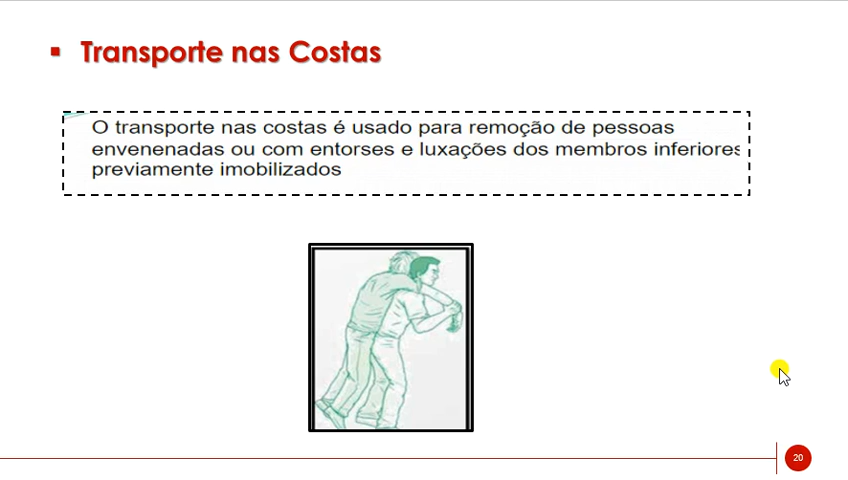 Transporte nas Costas
O transporte nas costas é usado para remoção de pessoas
envenenadas ou com entorses e luxações dos membros inferiores
previamente imobilizados
20